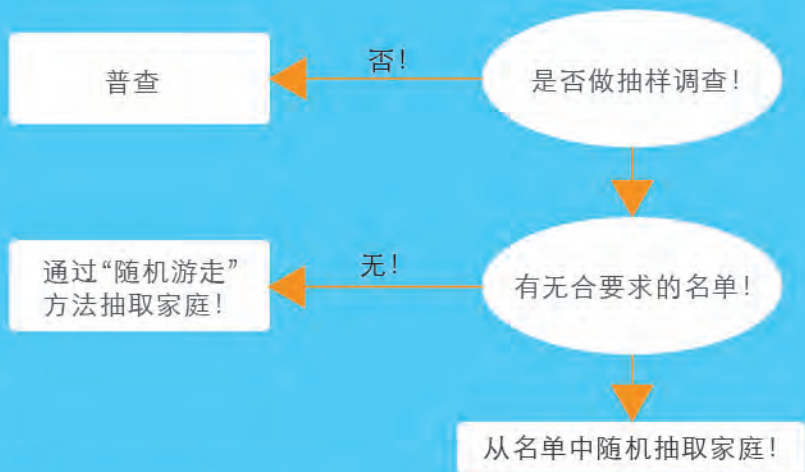 普查
否!
是否做抽样调查!
通过“随机游走”
方法抽取家庭!
无!
有无合要求的名单!
从名单中随机抽取家庭!